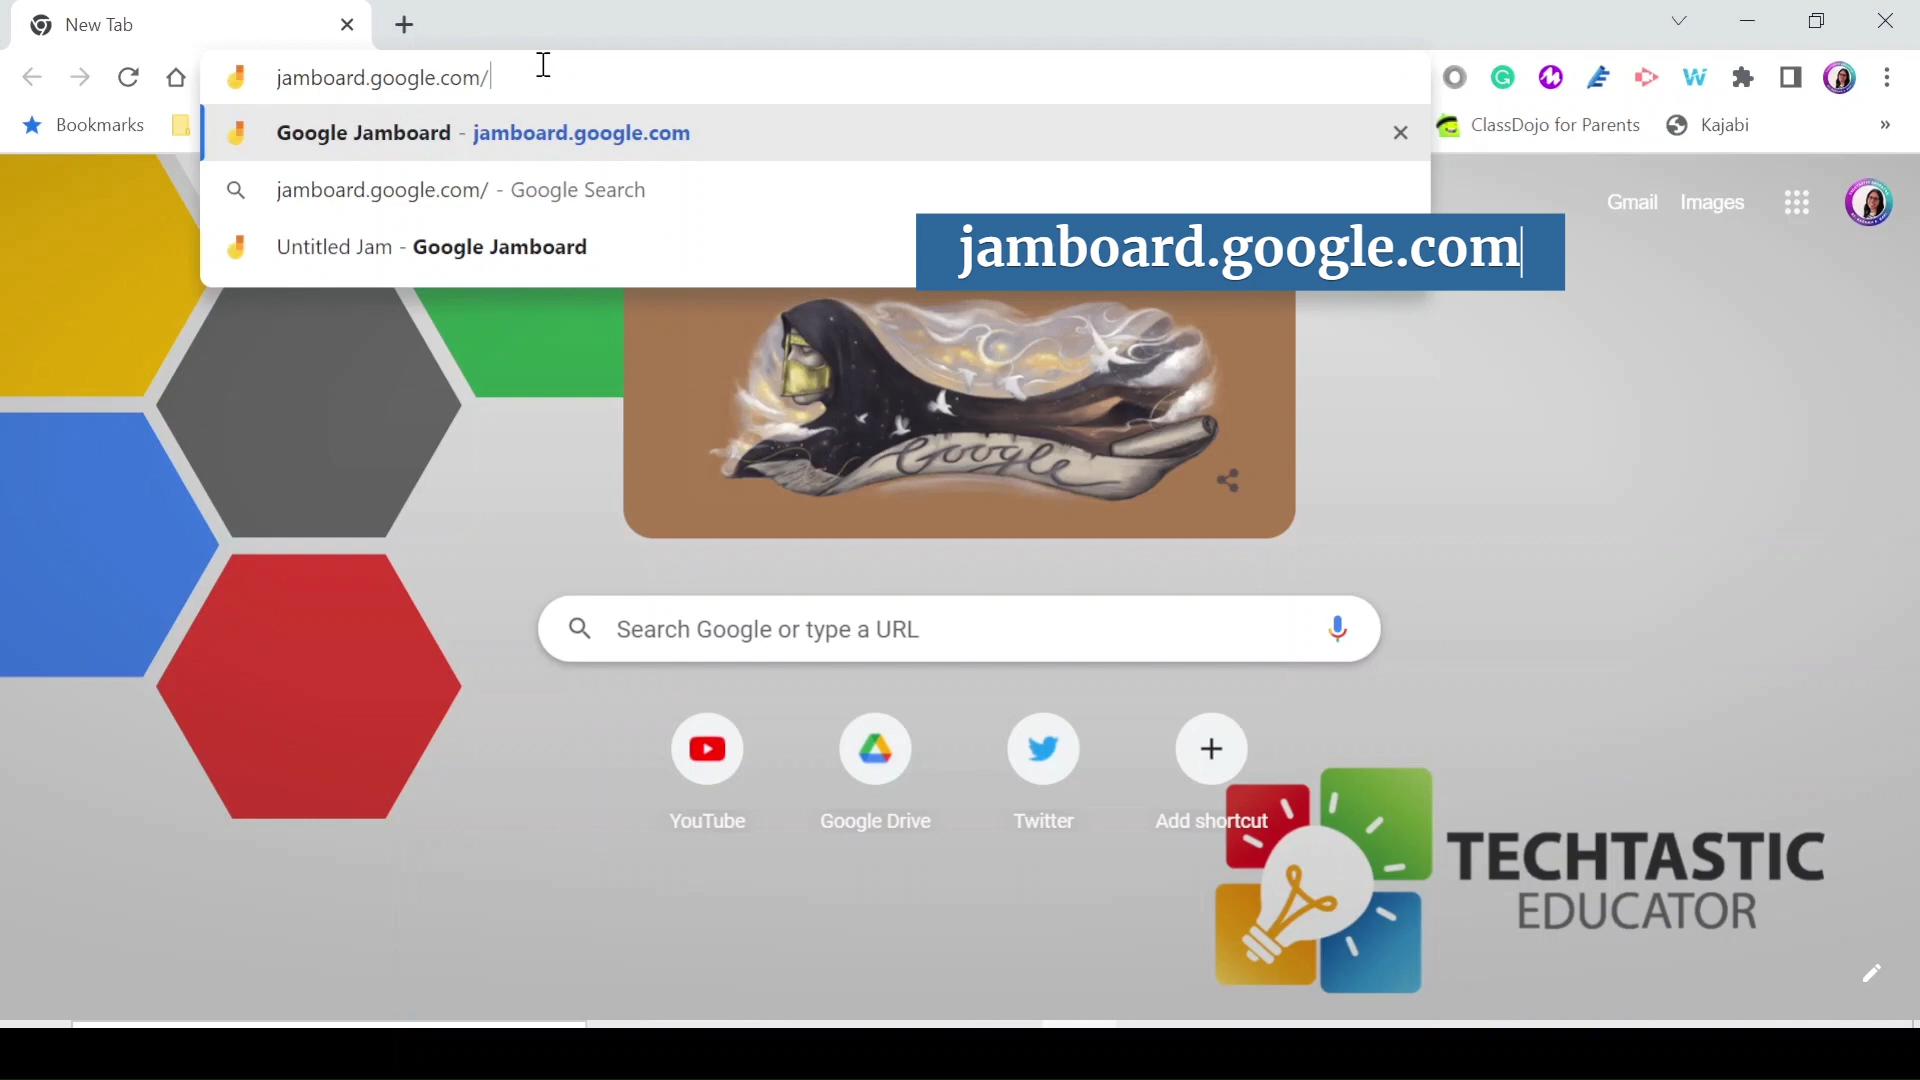 New Tab
jamboard.google.com/
Google Jamboard - jamboard.google.com
jamboard.google.com/ - Google Search
Untitled Jam - Google Jamboard
Bookmarks
ClassDojo for Parents
Kajabi
»
jamboard.google.com
Gmail
Images
Google
Search Google or type a URL
YouTube
Google Drive
Twitter
Add shortcut
TECHTASTIC
EDUCATOR